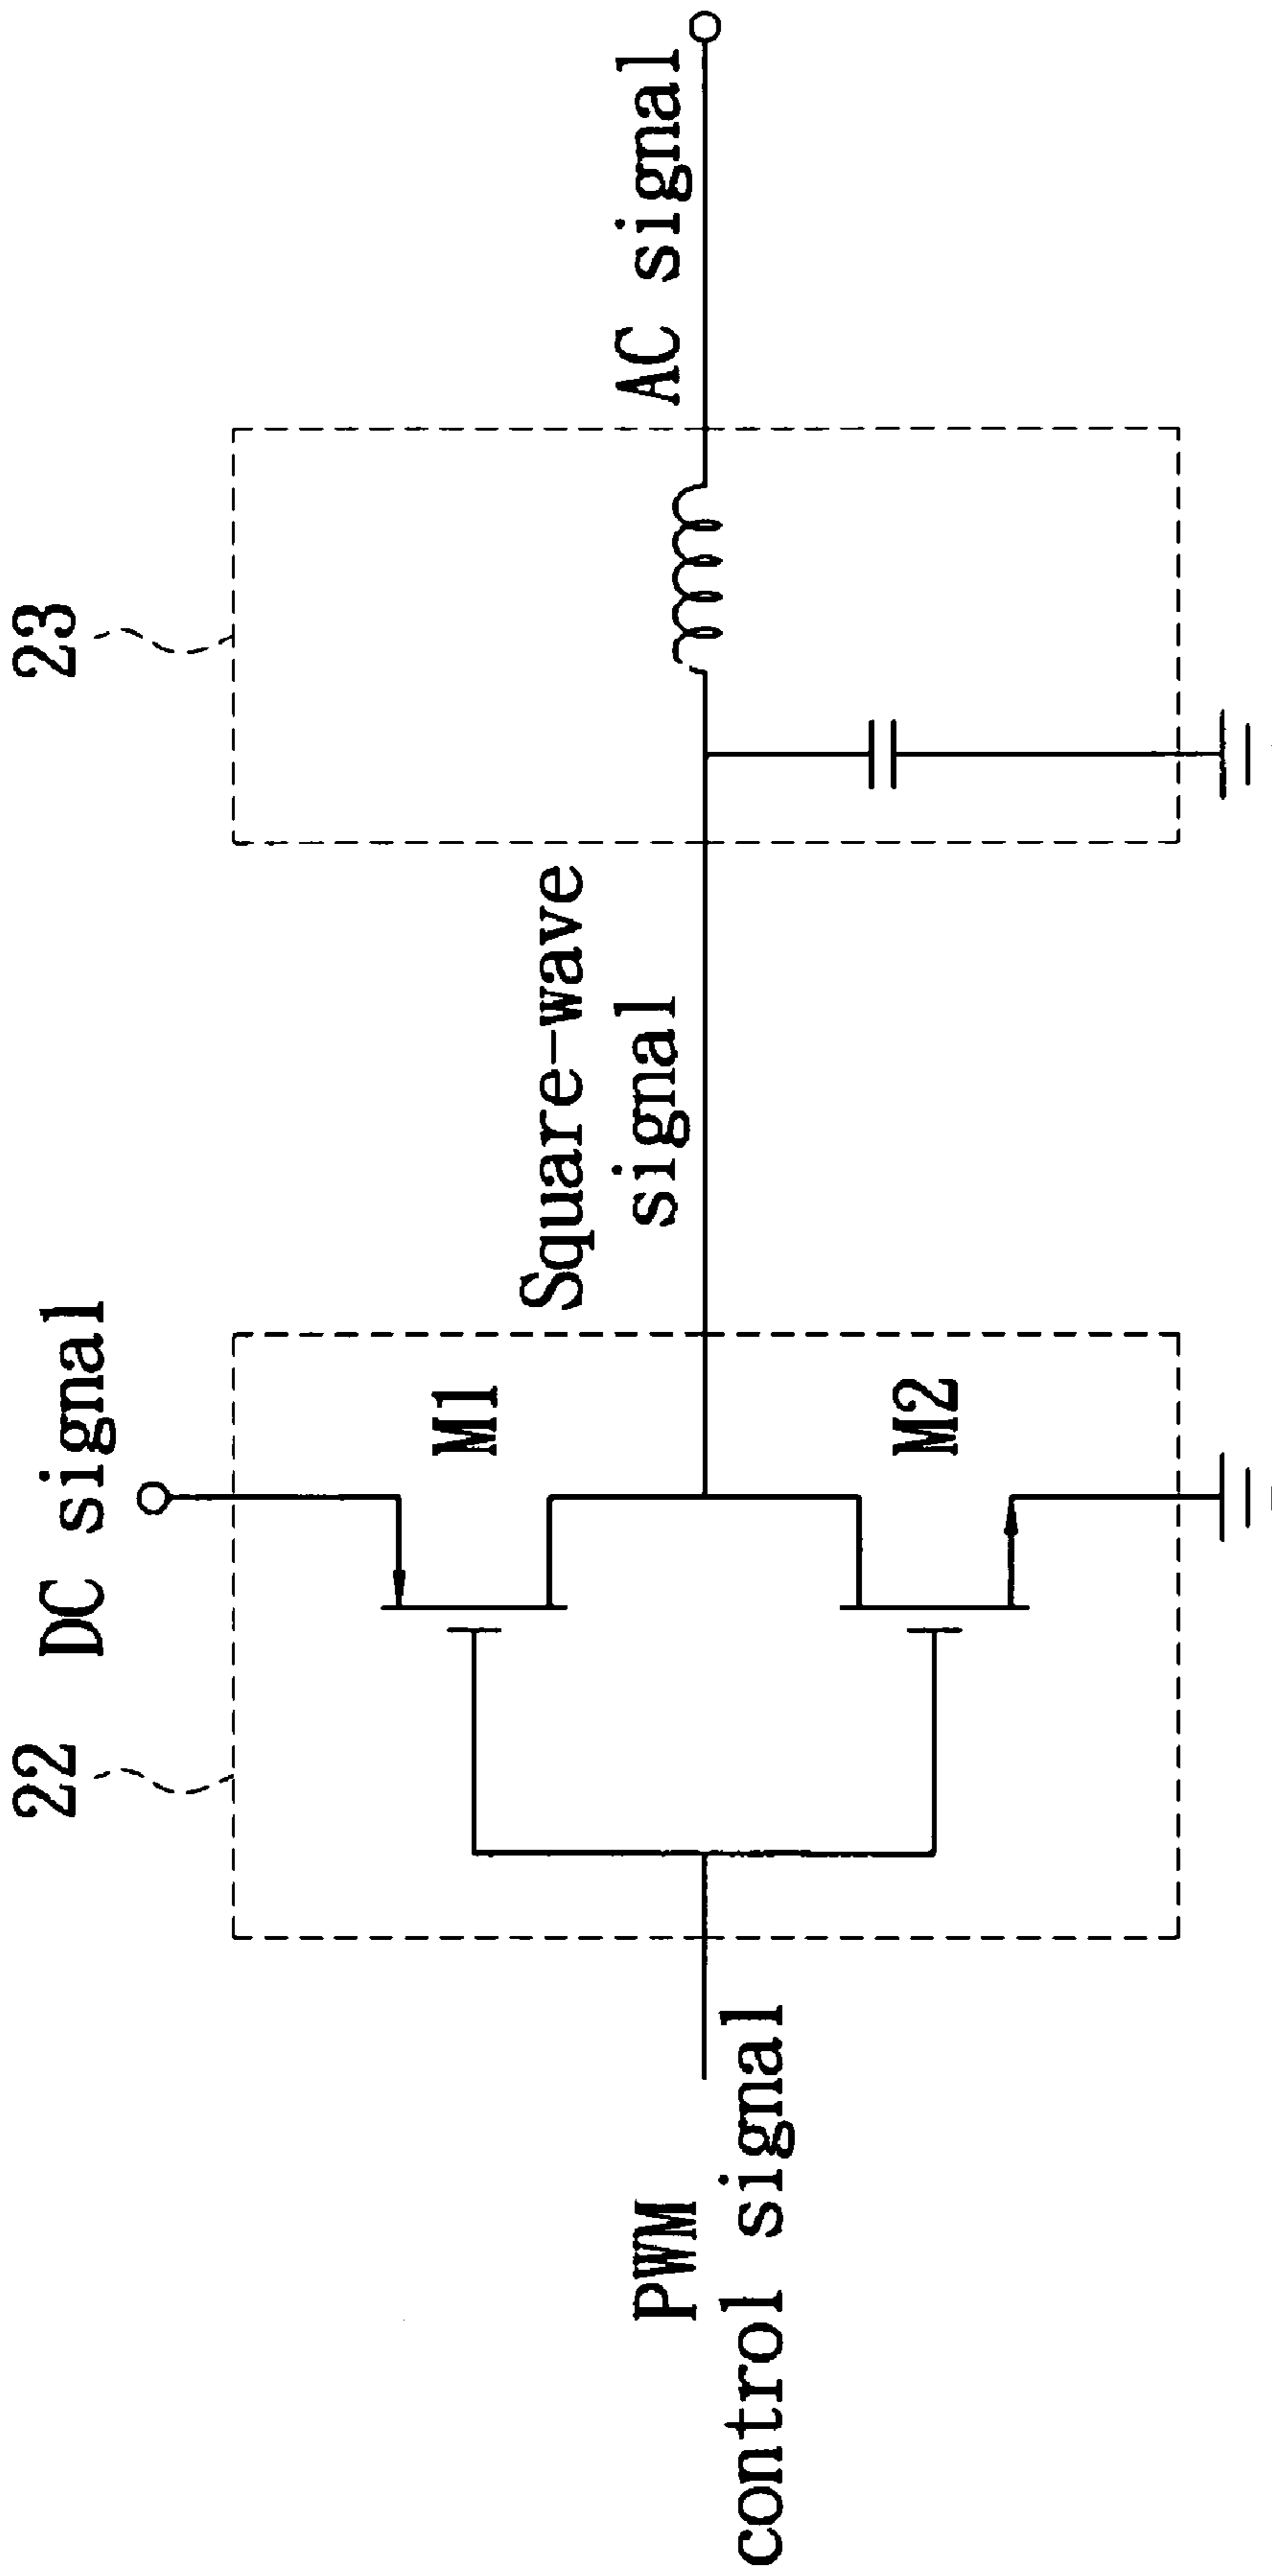 22
DC signal
23
M1
M2
Square-wave
signal
AC signal
PWM
control signal